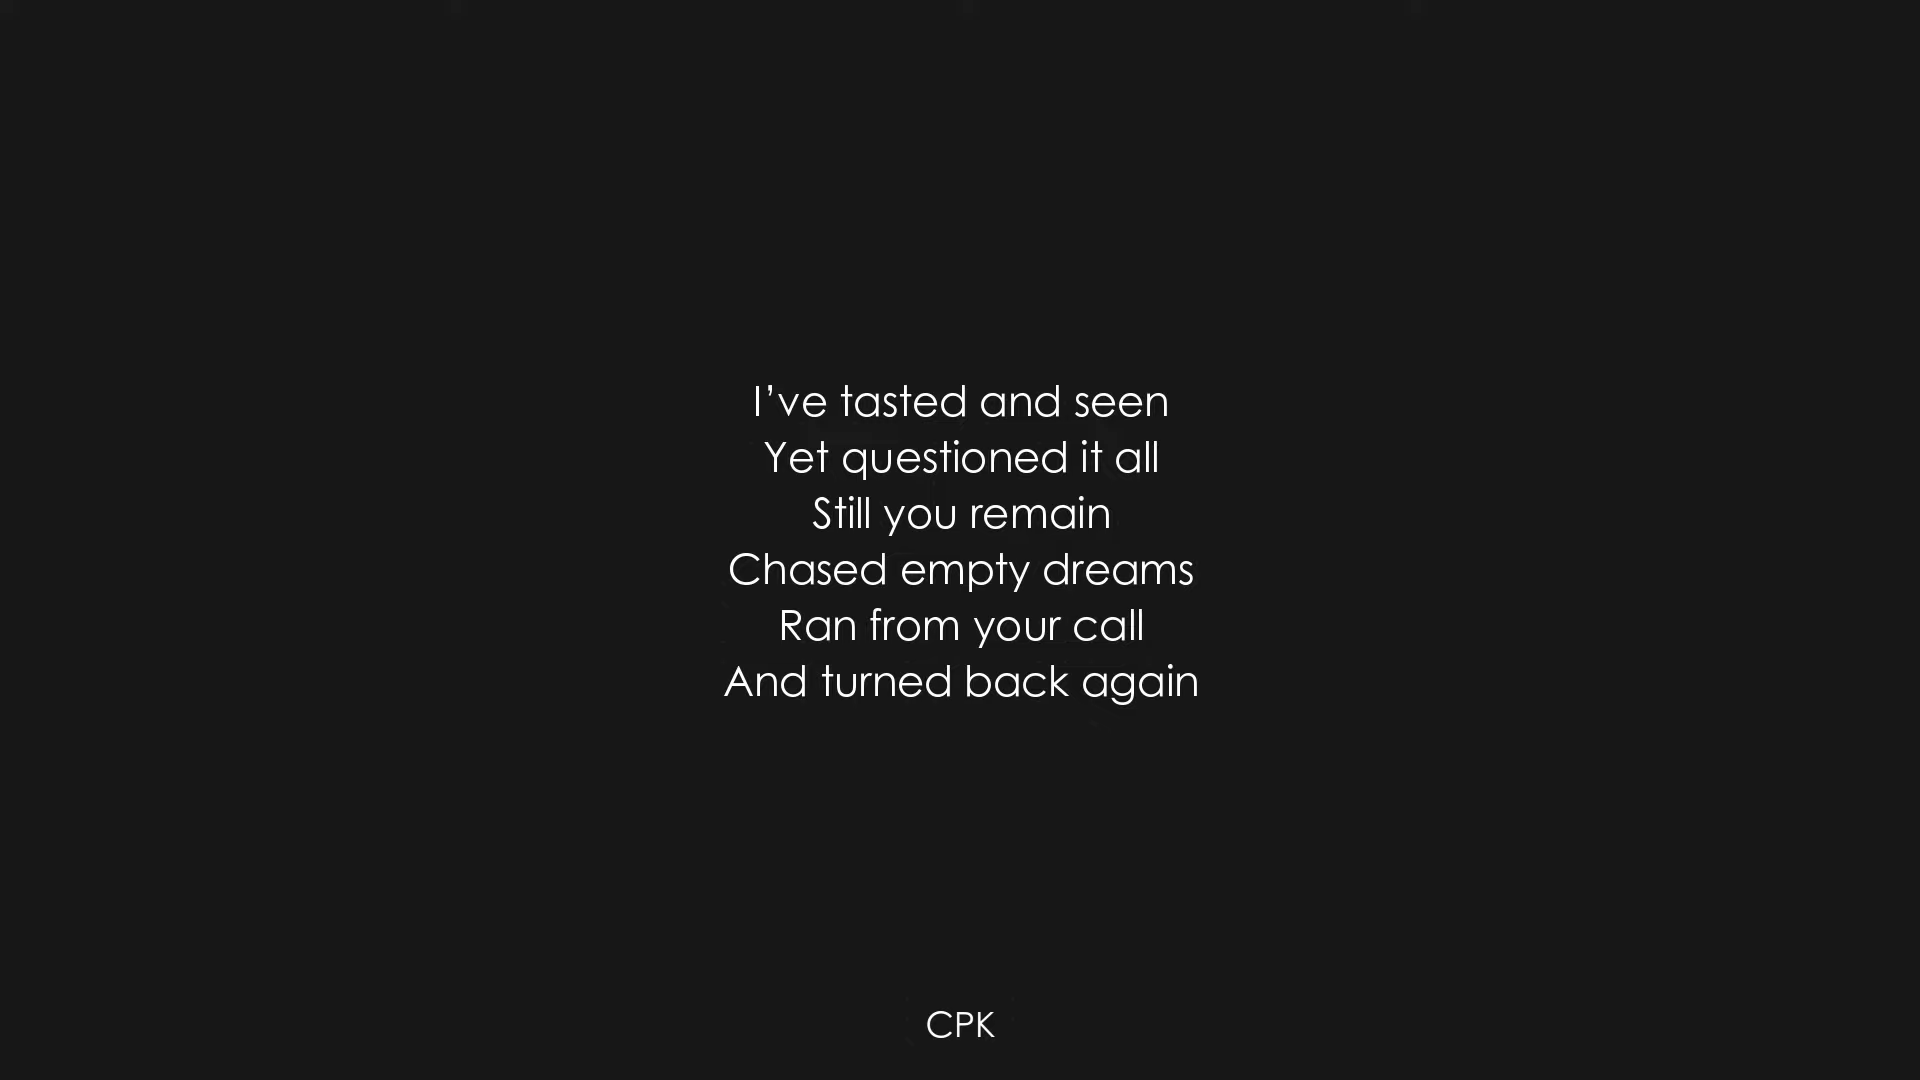 I’ve tasted and seen
Yet questioned it all
Still you remain
Chased empty dreams
Ran from your call
And turned back again
CPK